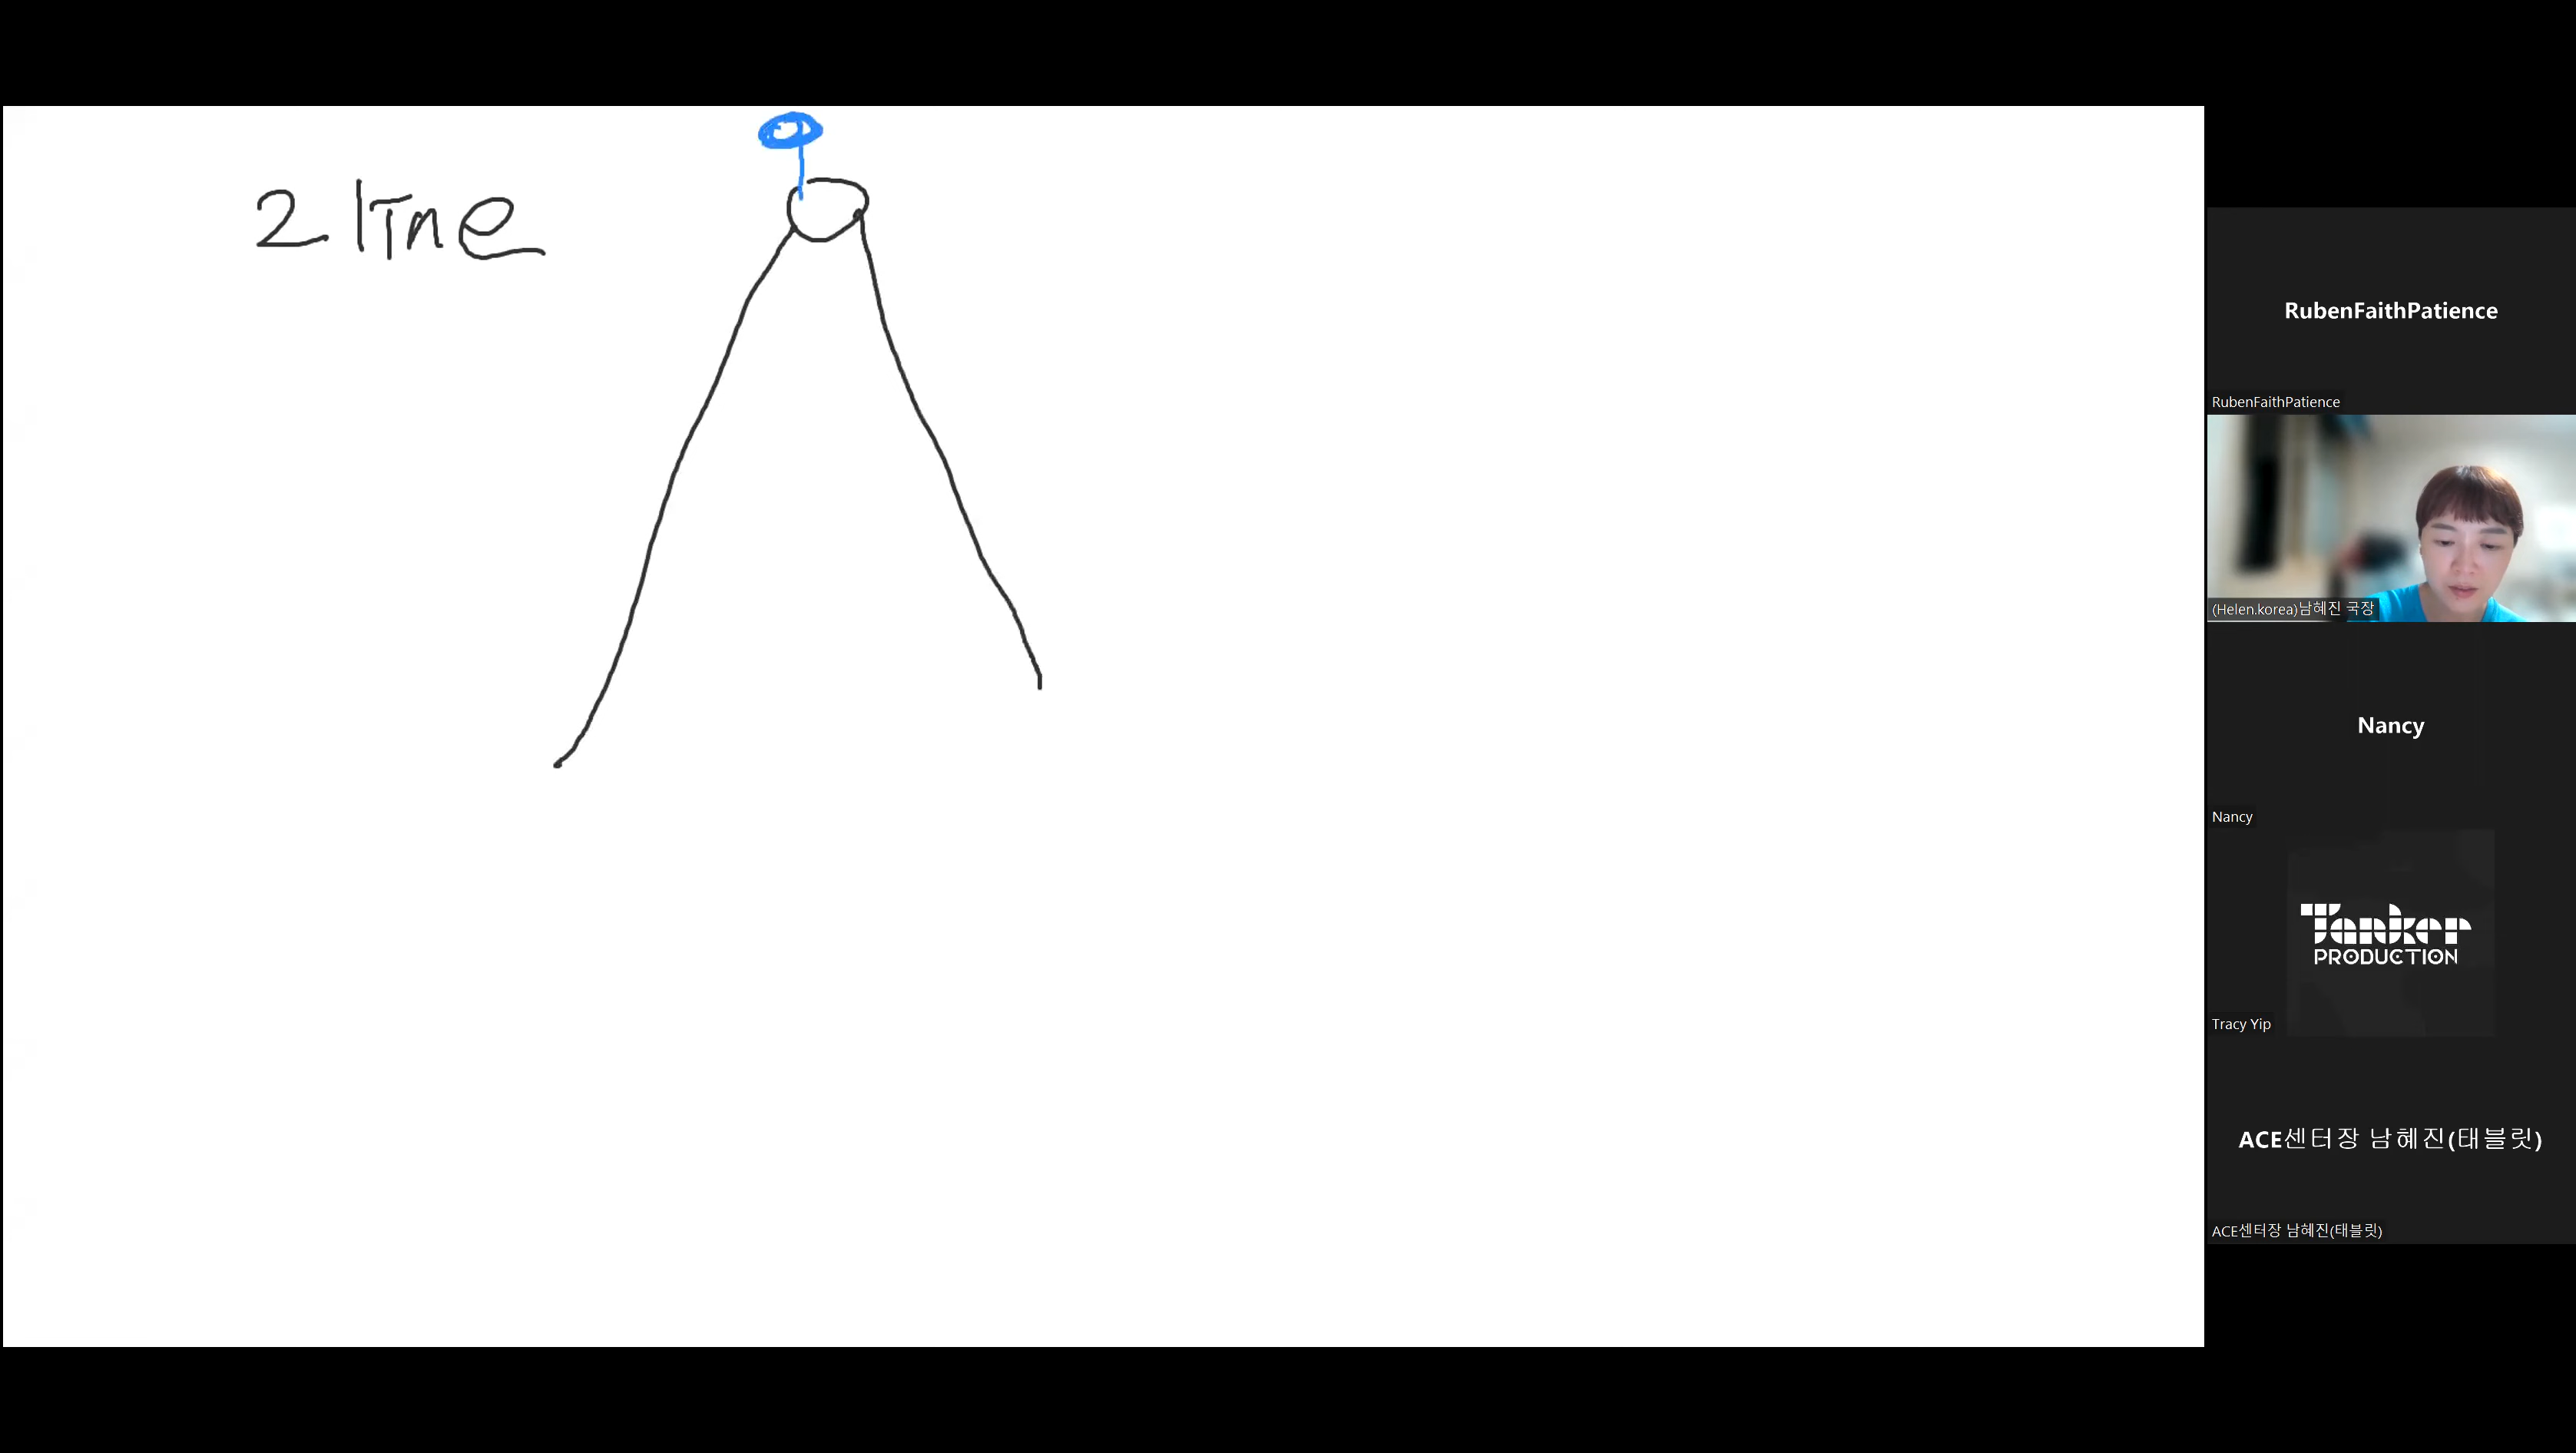 2 line
RubenFaithPatience
RubenFaithPatience
(Helen.korea)남혜진 국장
Nancy
Nancy
Tanker
PRODUCTION
Tracy Yip
ACE센터장 남혜진(태블릿)
ACE센터장 남혜진(태블릿)